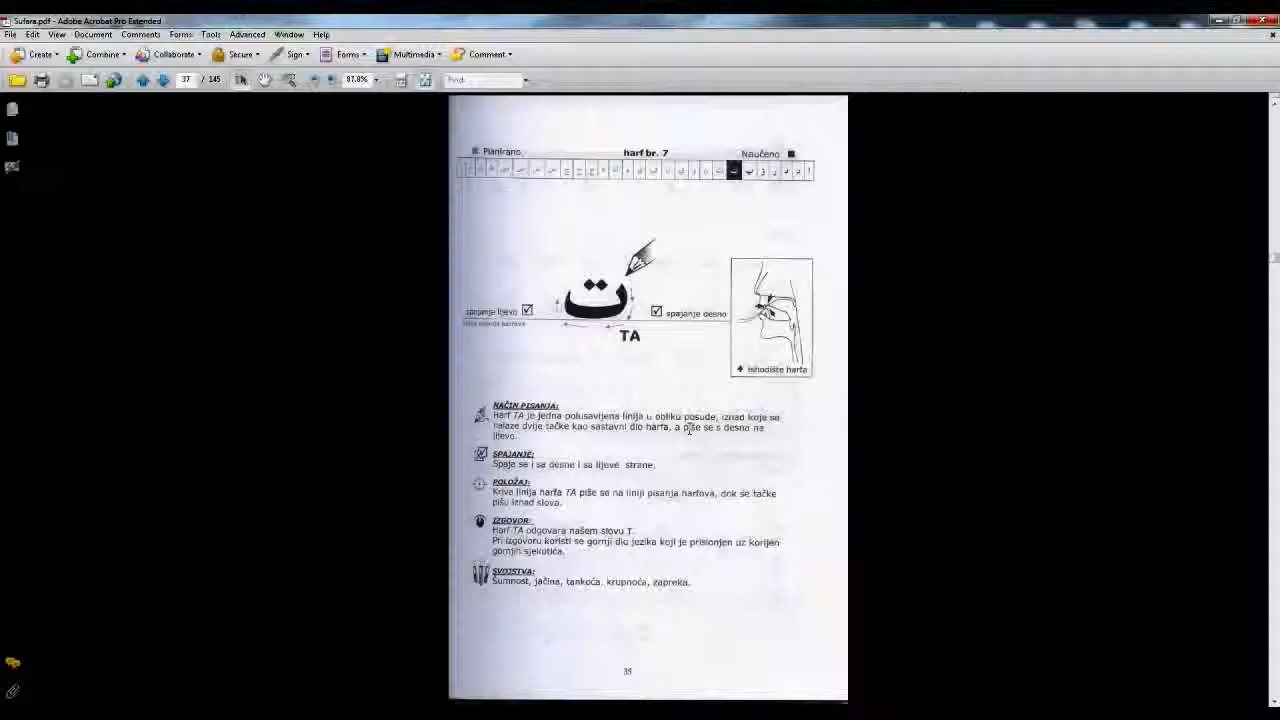 Sufara.pdf - Adobe Acrobat Pro Extended
File Edit View Document Comments Forms Tools Advanced Window Help
Create Combine Collaborate Secure Sign Forms Multimedia Comment
37 / 145 87.8% Find
Planirano harf br. 7 Naučeno
ت
spajanje lijevo spajanje desno
TA
ishodište harfa
NAČIN PISANJA:
Harf TA je jedna polusavijena linija u obliku posude, iznad koje se
nalaze dvije tačke kao sastavni dio harfa, a piše se s desna na
lijevo.
SPAJANJE:
Spaja se i sa desne i sa lijeve strane.
POLOŽAJ:
Kriva linija harfa TA piše se na liniji pisanja harfova, dok se tačke
pišu iznad slova.
IZGOVOR:
Harf TA odgovara našem slovu T.
Pri izgovoru koristi se gornji dio jezika koji je prislonjen uz korijen
gornjih sjekutića.
SVOJSTVA:
Šumnost, jačina, tankoća, krupnoća, zapreka.
35